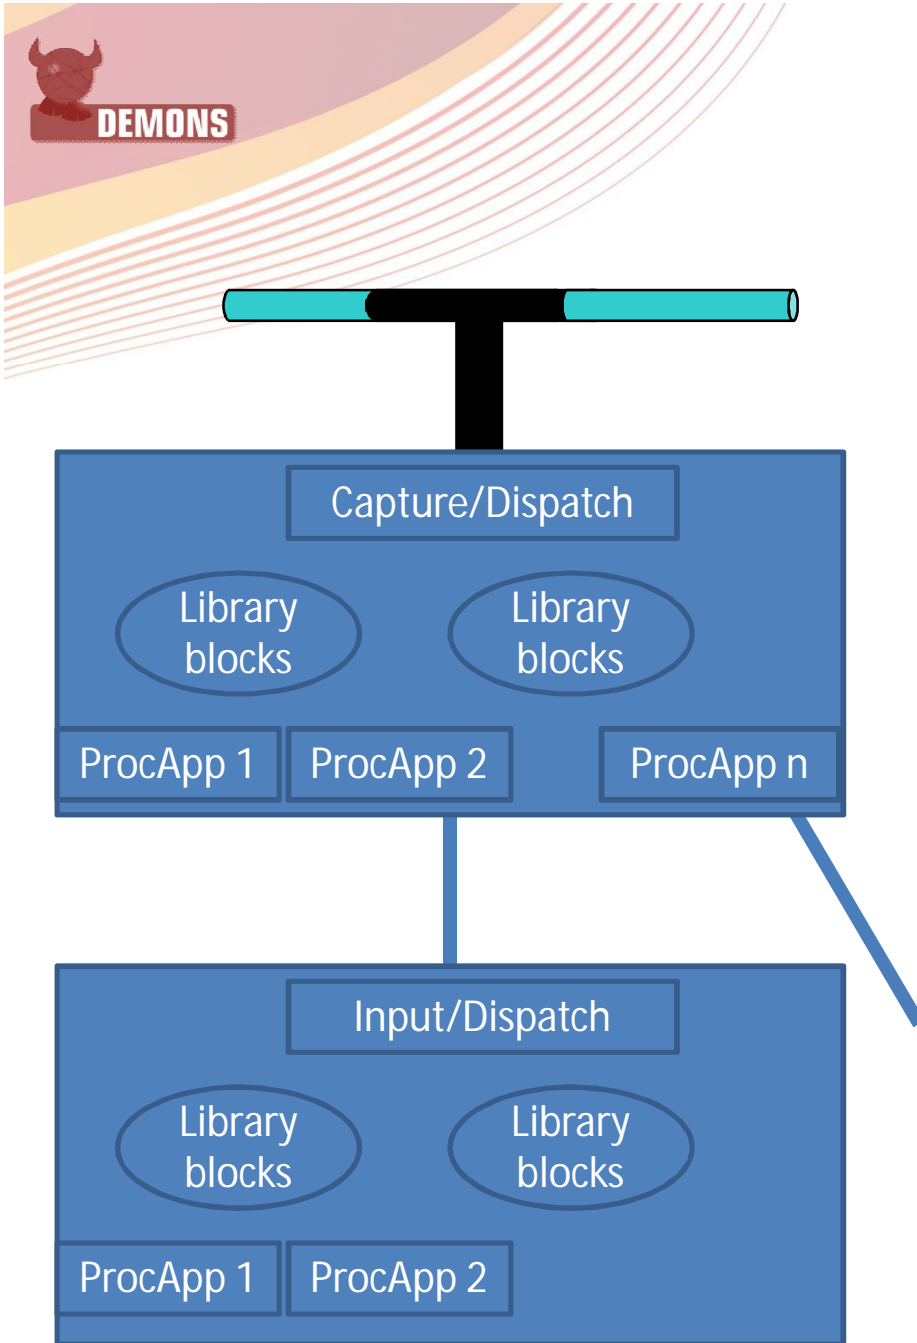 DEMONS
Capture/Dispatch
Library
blocks
Library
blocks
ProcApp 1
ProcApp 2
ProcApp n
Input/Dispatch
Library
blocks
Library
blocks
ProcApp 1
ProcApp 2